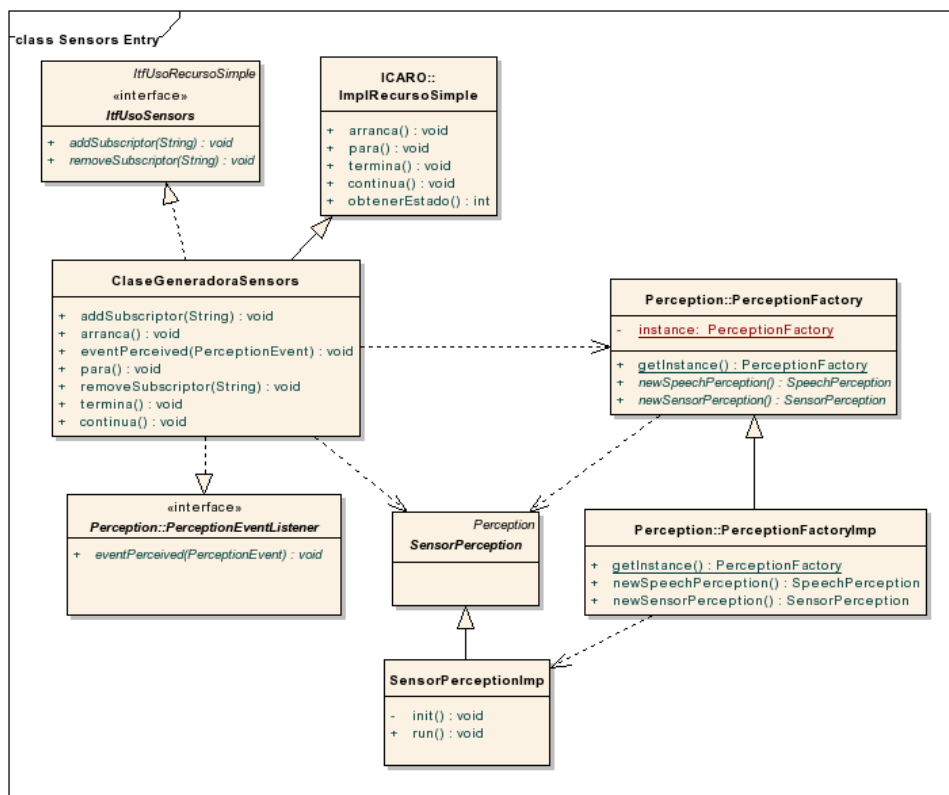 class Sensors Entry
ItfUsoRecursoSimple
«interface»
ItfUsoSensors
+ addSubscriptor(String) : void
+ removeSubscriptor(String) : void
ICARO::
ImplRecursoSimple
+ arranca() : void
+ para() : void
+ termina() : void
+ continua() : void
+ obtenerEstado() : int
ClaseGeneradoraSensors
+ addSubscriptor(String) : void
+ arranca() : void
+ eventPerceived(PerceptionEvent) : void
+ para() : void
+ removeSubscriptor(String) : void
+ termina() : void
+ continua() : void
Perception::PerceptionFactory
- instance: PerceptionFactory
+ getInstance() : PerceptionFactory
+ newSpeechPerception() : SpeechPerception
+ newSensorPerception() : SensorPerception
«interface»
Perception::PerceptionEventListener
+ eventPerceived(PerceptionEvent) : void
Perception
SensorPerception
Perception::PerceptionFactoryImp
+ getInstance() : PerceptionFactory
+ newSpeechPerception() : SpeechPerception
+ newSensorPerception() : SensorPerception
SensorPerceptionImp
- init() : void
+ run() : void